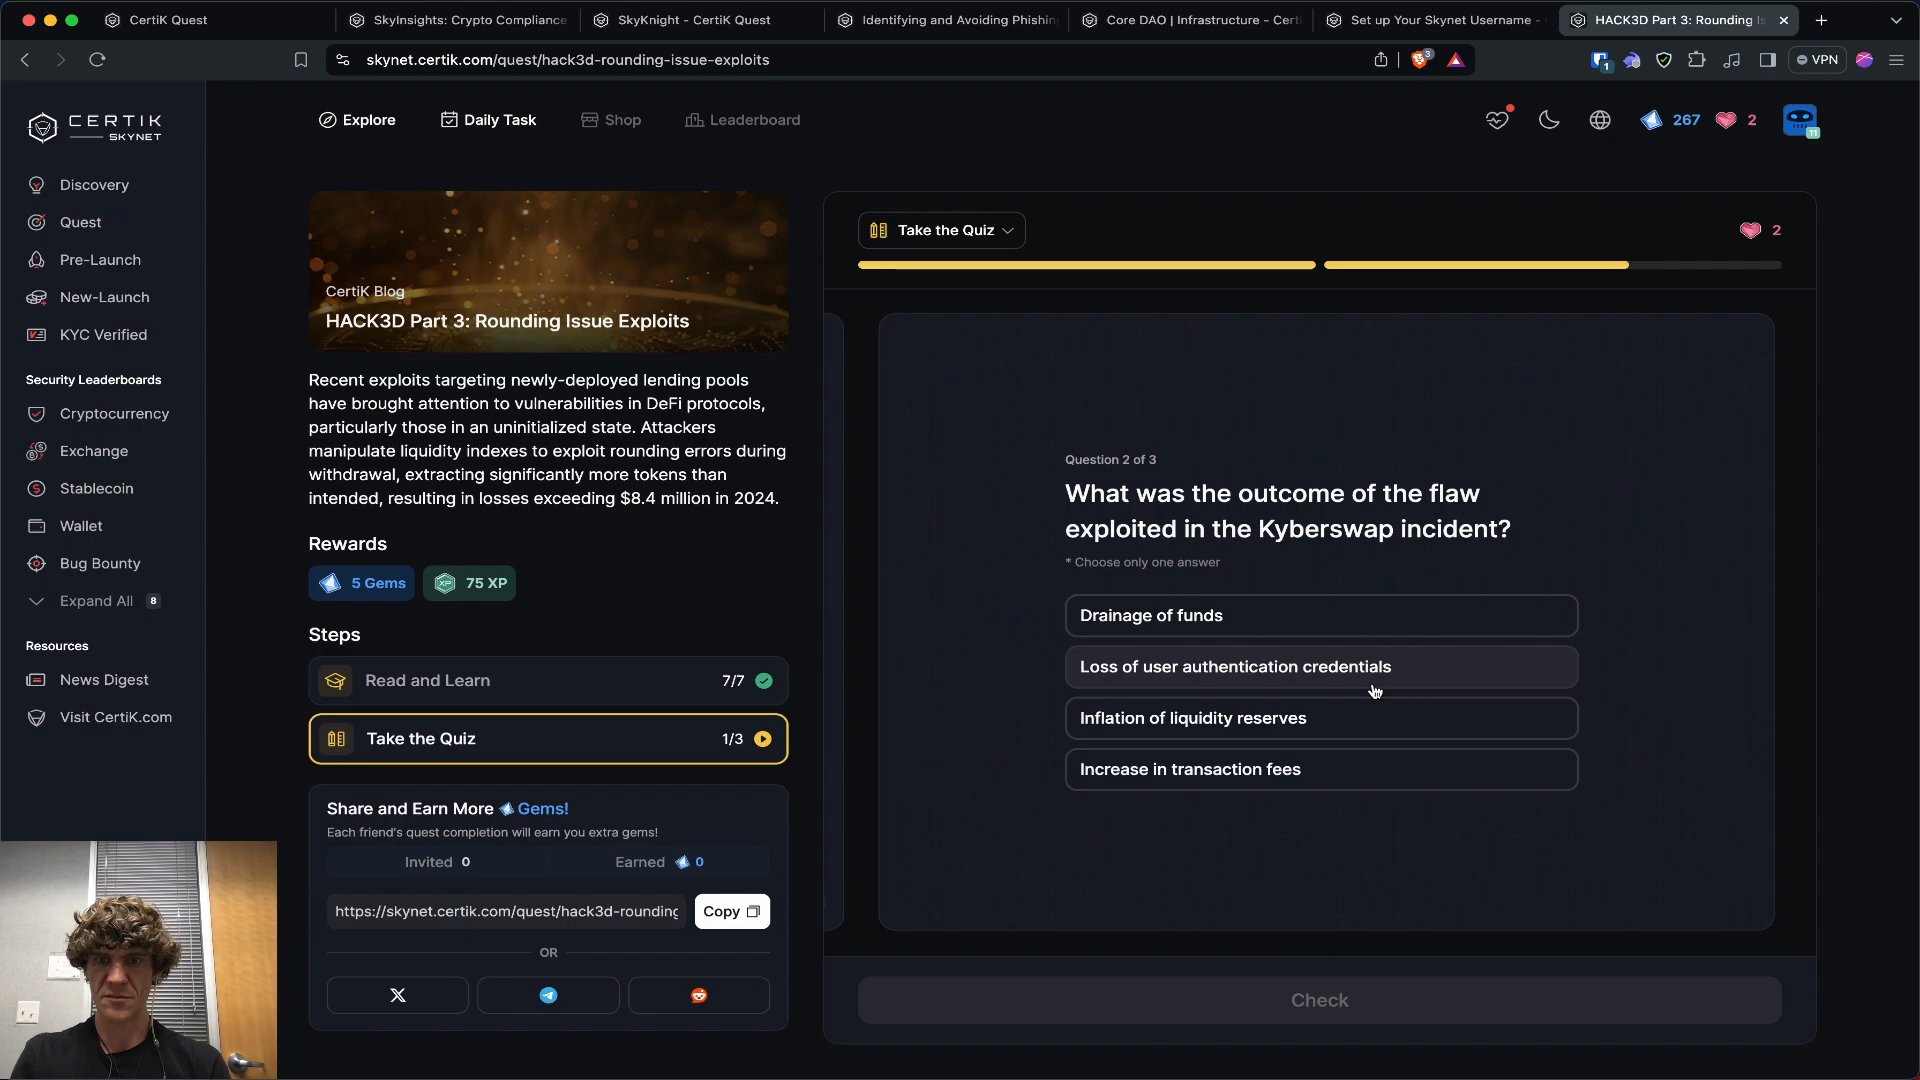 CertiK Quest
SkyInsights: Crypto Compliance
SkyKnight - CertiK Quest
Identifying and Avoiding Phishin
Core DAO | Infrastructure - Certi
Set up Your Skynet Username -
HACK3D Part 3: Rounding Is
skynet.certik.com/quest/hack3d-rounding-issue-exploits
3
1
VPN
CERTIK
SKYNET
Explore
Daily Task
Shop
Leaderboard
267
2
11
Discovery
Quest
Pre-Launch
New-Launch
KYC Verified
Security Leaderboards
Cryptocurrency
Exchange
Stablecoin
Wallet
Bug Bounty
Expand All 8
Resources
News Digest
Visit CertiK.com
CertiK Blog
HACK3D Part 3: Rounding Issue Exploits
Recent exploits targeting newly-deployed lending pools
have brought attention to vulnerabilities in DeFi protocols,
particularly those in an uninitialized state. Attackers
manipulate liquidity indexes to exploit rounding errors during
withdrawal, extracting significantly more tokens than
intended, resulting in losses exceeding $8.4 million in 2024.
Rewards
5 Gems
XP 75 XP
Steps
Read and Learn 7/7
Take the Quiz 1/3
Share and Earn More Gems!
Each friend's quest completion will earn you extra gems!
Invited 0
Earned 0
https://skynet.certik.com/quest/hack3d-rounding
Copy
OR
Take the Quiz
2
Question 2 of 3
What was the outcome of the flaw
exploited in the Kyberswap incident?
* Choose only one answer
Drainage of funds
Loss of user authentication credentials
Inflation of liquidity reserves
Increase in transaction fees
Check